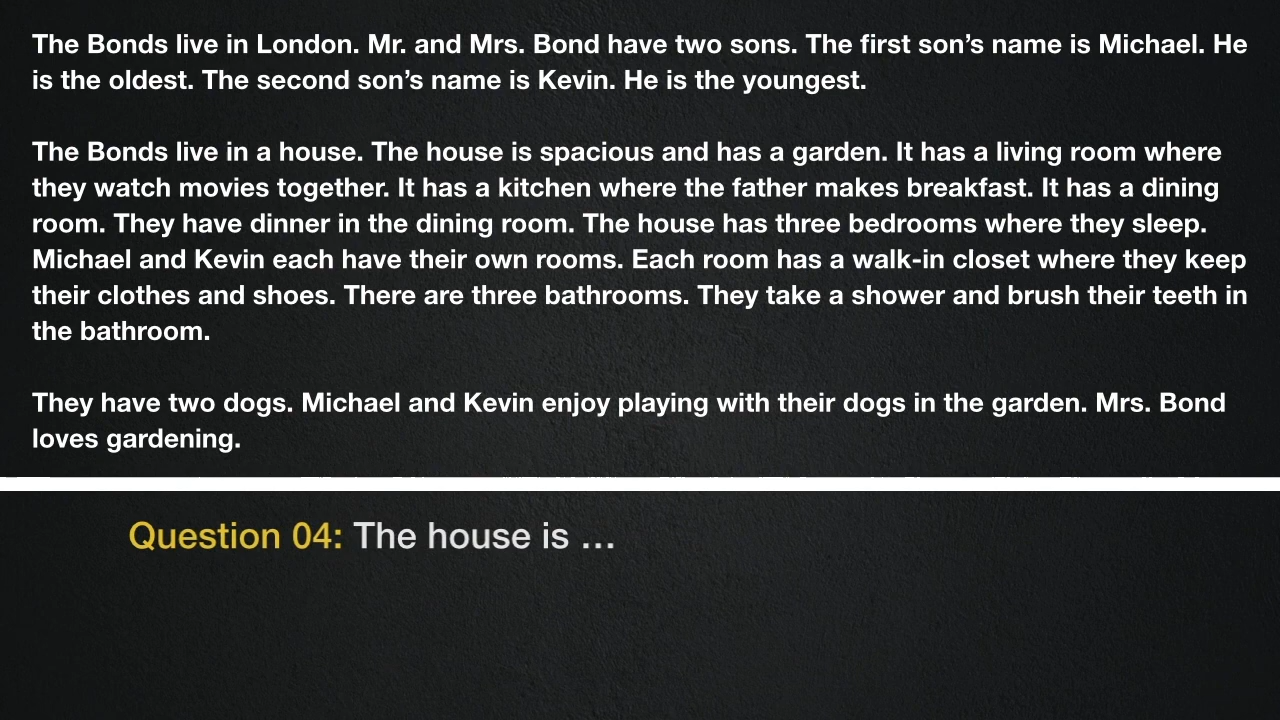 The Bonds live in London. Mr. and Mrs. Bond have two sons. The first son’s name is Michael. He
is the oldest. The second son’s name is Kevin. He is the youngest.
The Bonds live in a house. The house is spacious and has a garden. It has a living room where
they watch movies together. It has a kitchen where the father makes breakfast. It has a dining
room. They have dinner in the dining room. The house has three bedrooms where they sleep.
Michael and Kevin each have their own rooms. Each room has a walk-in closet where they keep
their clothes and shoes. There are three bathrooms. They take a shower and brush their teeth in
the bathroom.
They have two dogs. Michael and Kevin enjoy playing with their dogs in the garden. Mrs. Bond
loves gardening.
Question 04: The house is …